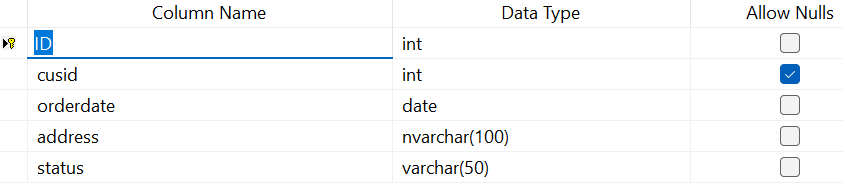 Column Name Data Type Allow Nulls
ID int
cusid int
orderdate date
address nvarchar(100)
status varchar(50)